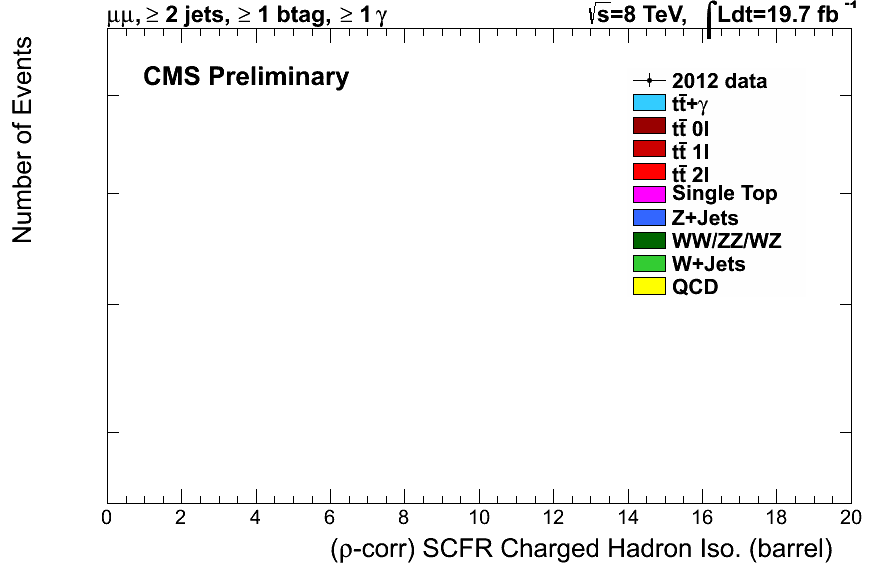 μμ, ≥ 2 jets, ≥ 1 btag, ≥ 1 γ
√s=8 TeV, ∫Ldt=19.7 fb⁻¹
Number of Events
CMS Preliminary
2012 data
tt̄+γ
tt̄ 0l
tt̄ 1l
tt̄ 2l
Single Top
Z+Jets
WW/ZZ/WZ
W+Jets
QCD
0 2 4 6 8 10 12 14 16 18 20
(ρ-corr) SCFR Charged Hadron Iso. (barrel)